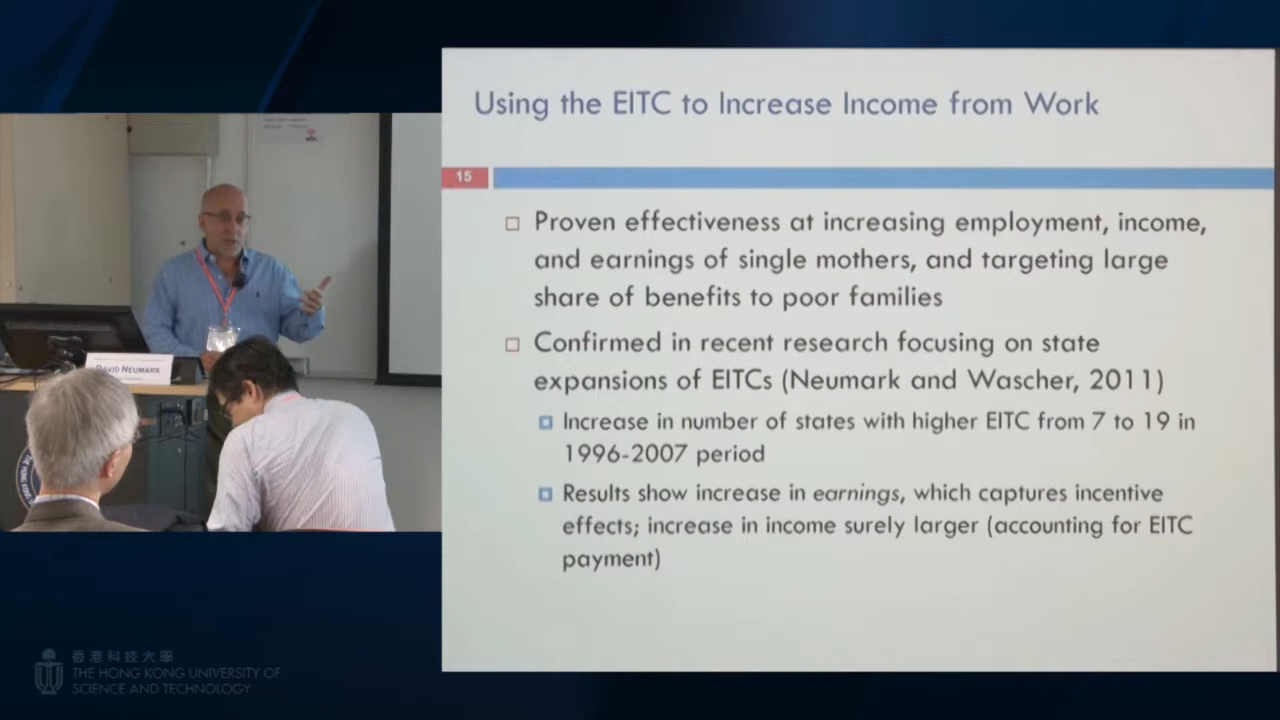 Using the EITC to Increase Income from Work
15
Proven effectiveness at increasing employment, income,
and earnings of single mothers, and targeting large
share of benefits to poor families
Confirmed in recent research focusing on state
expansions of EITCs (Neumark and Wascher, 2011)
Increase in number of states with higher EITC from 7 to 19 in
1996-2007 period
Results show increase in earnings, which captures incentive
effects; increase in income surely larger (accounting for EITC
payment)
DAVID NEUMARK
香港科技大學
THE HONG KONG UNIVERSITY OF
SCIENCE AND TECHNOLOGY